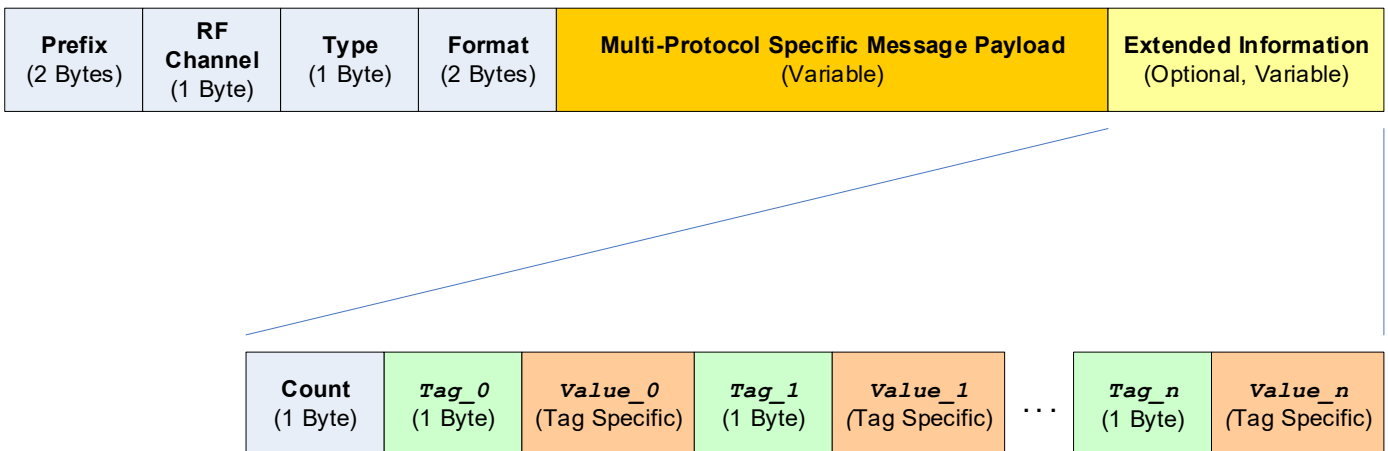 Prefix
(2 Bytes)
RF
Channel
(1 Byte)
Type
(1 Byte)
Format
(2 Bytes)
Multi-Protocol Specific Message Payload
(Variable)
Extended Information
(Optional, Variable)
Count
(1 Byte)
Tag_0
(1 Byte)
Value_0
(Tag Specific)
Tag_1
(1 Byte)
Value_1
(Tag Specific)
...
Tag_n
(1 Byte)
Value_n
(Tag Specific)